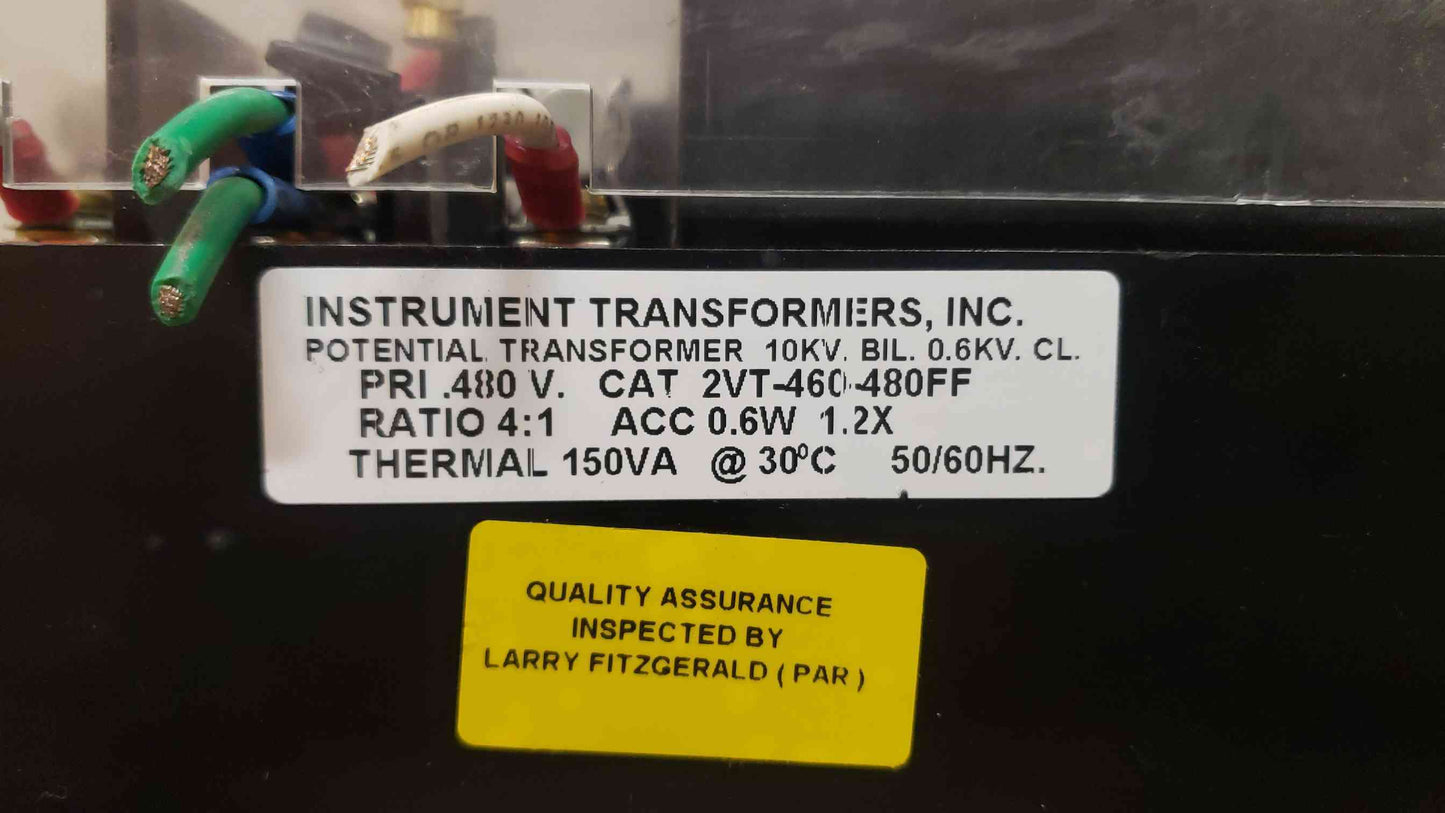 INSTRUMENT TRANSFORMERS, INC.
POTENTIAL TRANSFORMER 10KV. BIL. 0.6KV. CL.
PRI .480 V. CAT 2VT-460-480FF
RATIO 4:1 ACC 0.6W 1.2X
THERMAL 150VA @ 30⁰C 50/60HZ.
QUALITY ASSURANCE
INSPECTED BY
LARRY FITZGERALD ( PAR )